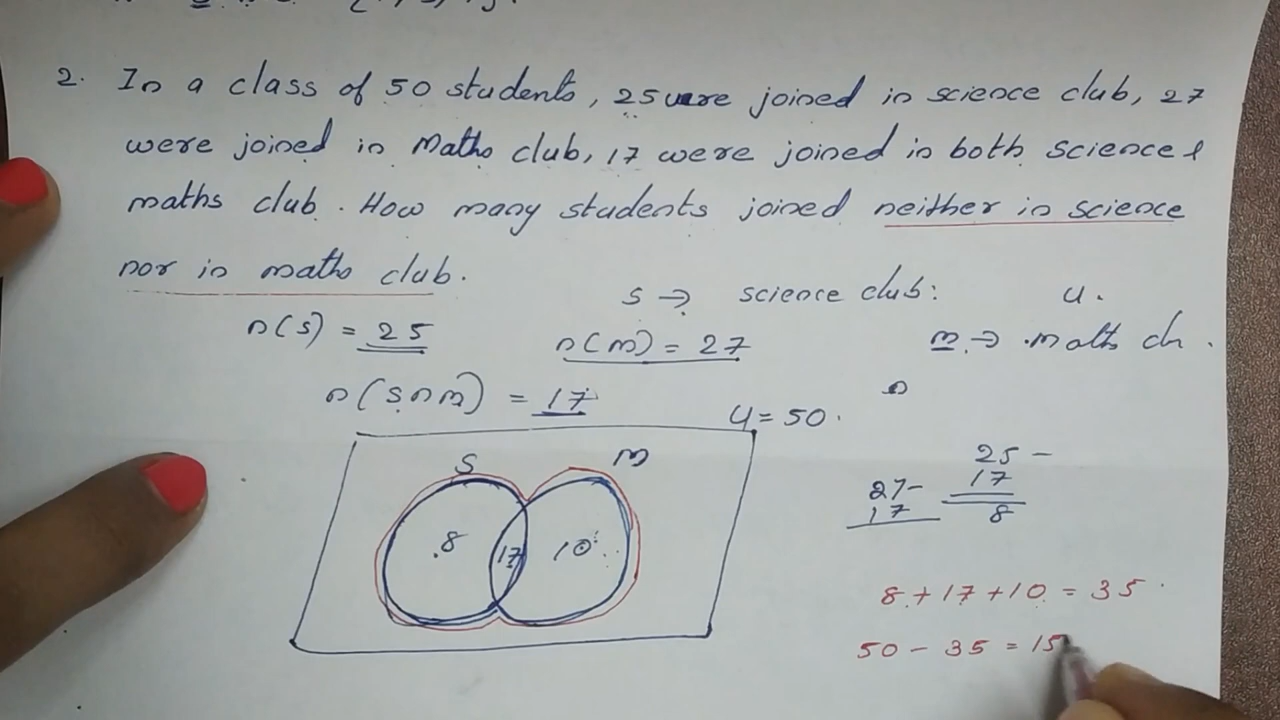 2. In a class of 50 students, 25 were joined in science club, 27
were joined in Maths club, 17 were joined in both science &
maths club. How many students joined neither in science
nor in maths club.
S → science club: U.
n(S) = 25 n(M) = 27 M → Maths
n(S∩M) = 17 n
U = 50.
S M
25 -
17
8
27 -
17
8 17 10
8 + 17 + 10 = 35
50 - 35 = 15